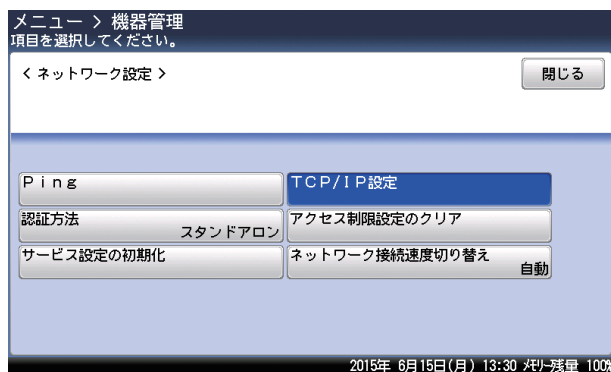 メニュー > 機器管理
項目を選択してください。
< ネットワーク設定 >
閉じる
Ping
TCP/IP設定
認証方法
スタンドアロン
アクセス制限設定のクリア
サービス設定の初期化
ネットワーク接続速度切り替え
自動
2015年 6月15日(月) 13:30 メモリー残量 100%